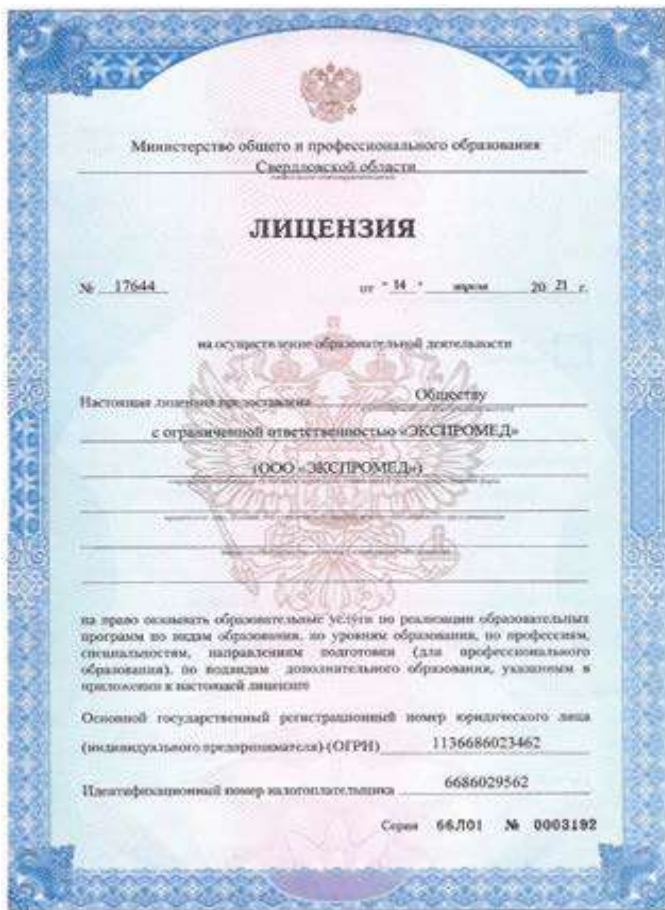 Министерство общего и профессионального образования
Свердловской области
ЛИЦЕНЗИЯ
№ 17644 от " 14 " апреля 20 21 г.
на осуществление образовательной деятельности
Настоящая лицензия предоставлена Обществу
с ограниченной ответственностью «ЭКСПРОМЕД»
(ООО «ЭКСПРОМЕД»)
на право оказывать образовательные услуги по реализации образовательных
программ по видам образования, по уровням образования, по профессиям,
специальностям, направлениям подготовки (для профессионального
образования), по подвидам дополнительного образования, указанным в
приложении к настоящей лицензии
Основной государственный регистрационный номер юридического лица
(индивидуального предпринимателя) (ОГРН) 1136686023462
Идентификационный номер налогоплательщика 6686029562
Серия 66Л01 № 0003192